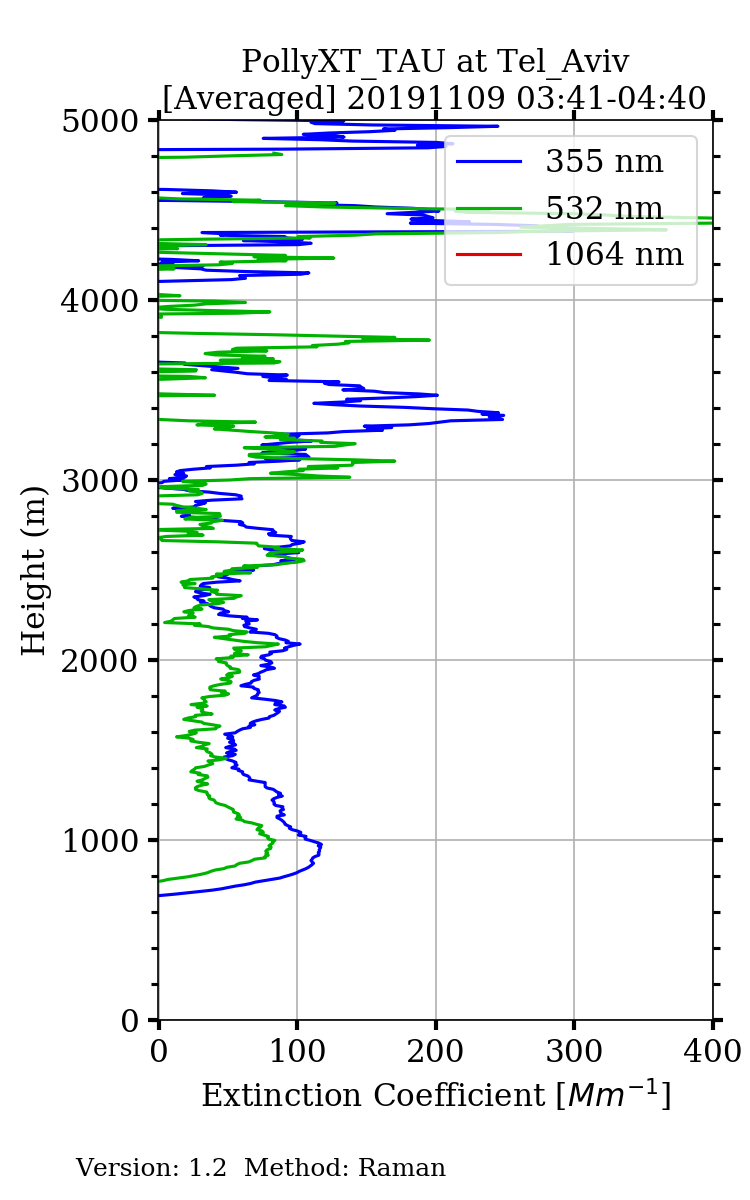 PollyXT_TAU at Tel_Aviv
[Averaged] 20191109 03:41-04:40
5000
4000
3000
2000
1000
0
Height (m)
355 nm
532 nm
1064 nm
0 100 200 300 400
Extinction Coefficient [Mm⁻¹]
Version: 1.2 Method: Raman